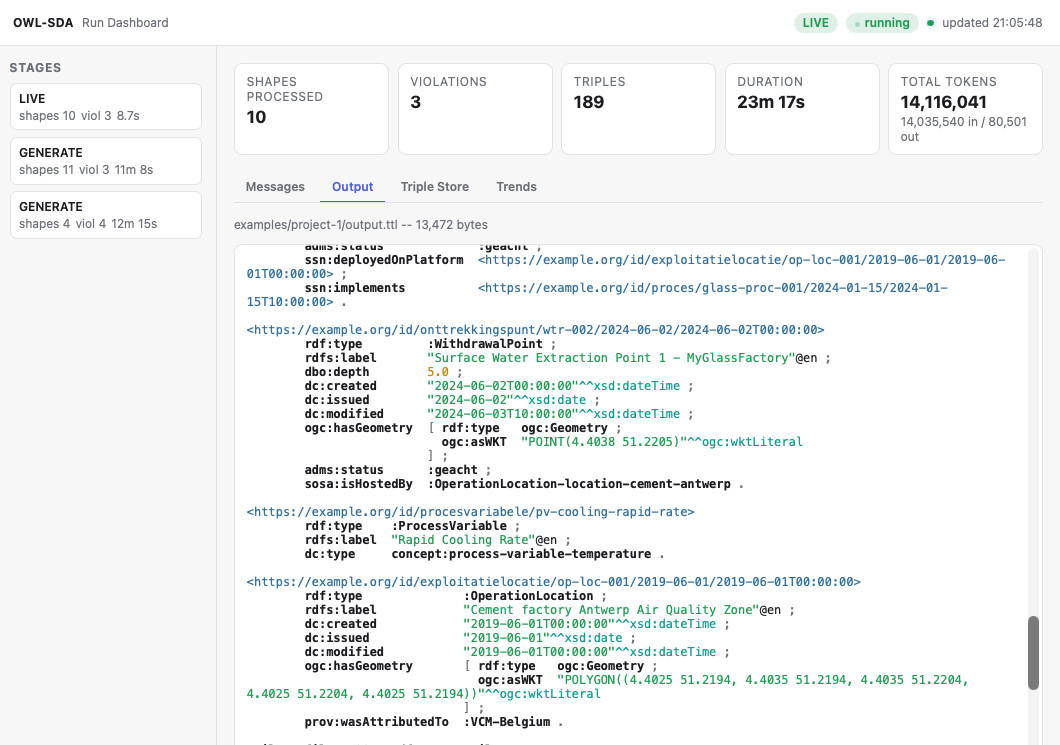 OWL-SDA Run Dashboard
LIVE running updated 21:05:48
STAGES
LIVE
shapes 10 viol 3 8.7s
GENERATE
shapes 11 viol 3 11m 8s
GENERATE
shapes 4 viol 4 12m 15s
SHAPES
PROCESSED
10
VIOLATIONS
3
TRIPLES
189
DURATION
23m 17s
TOTAL TOKENS
14,116,041
14,035,540 in / 80,501
out
Messages Output Triple Store Trends
examples/project-1/output.ttl -- 13,472 bytes
adms:status :geacht ;
ssn:deployedOnPlatform <https://example.org/id/exploitatielocatie/op-loc-001/2019-06-01/2019-06-
01T00:00:00> ;
ssn:implements <https://example.org/id/proces/glass-proc-001/2024-01-15/2024-01-
15T10:00:00> .
<https://example.org/id/onttrekkingspunt/wtr-002/2024-06-02/2024-06-02T00:00:00>
rdf:type :WithdrawalPoint ;
rdfs:label "Surface Water Extraction Point 1 - MyGlassFactory"@en ;
dbo:depth 5.0 ;
dc:created "2024-06-02T00:00:00"^^xsd:dateTime ;
dc:issued "2024-06-02"^^xsd:date ;
dc:modified "2024-06-03T10:00:00"^^xsd:dateTime ;
ogc:hasGeometry [ rdf:type ogc:Geometry ;
ogc:asWKT "POINT(4.4038 51.2205)"^^ogc:wktLiteral
] ;
adms:status :geacht ;
sosa:isHostedBy :OperationLocation-location-cement-antwerp .
<https://example.org/id/procesvariabele/pv-cooling-rapid-rate>
rdf:type :ProcessVariable ;
rdfs:label "Rapid Cooling Rate"@en ;
dc:type concept:process-variable-temperature .
<https://example.org/id/exploitatielocatie/op-loc-001/2019-06-01/2019-06-01T00:00:00>
rdf:type :OperationLocation ;
rdfs:label "Cement factory Antwerp Air Quality Zone"@en ;
dc:created "2019-06-01T00:00:00"^^xsd:dateTime ;
dc:issued "2019-06-01"^^xsd:date ;
dc:modified "2019-06-01T00:00:00"^^xsd:dateTime ;
ogc:hasGeometry [ rdf:type ogc:Geometry ;
ogc:asWKT "POLYGON((4.4025 51.2194, 4.4035 51.2194, 4.4035 51.2204,
4.4025 51.2204, 4.4025 51.2194))"^^ogc:wktLiteral
] ;
prov:wasAttributedTo :VCM-Belgium .